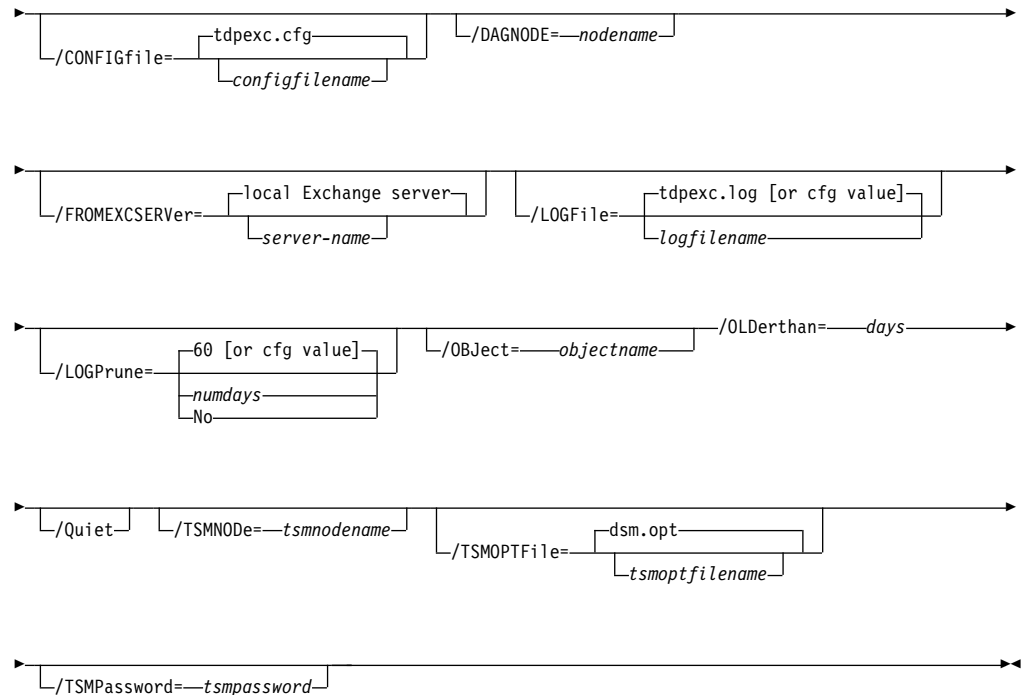 tdpexc.cfg
/CONFIGfile= configfilename /DAGNODE= nodename
local Exchange server tdpexc.log [or cfg value]
/FROMEXCSERVer= server-name /LOGFile= logfilename
60 [or cfg value]
/LOGPrune= numdays No /OBJect= objectname /OLDerthan= days
dsm.opt
/Quiet /TSMNODe= tsmnodename /TSMOPTFile= tsmoptfilename
/TSMPassword= tsmpassword